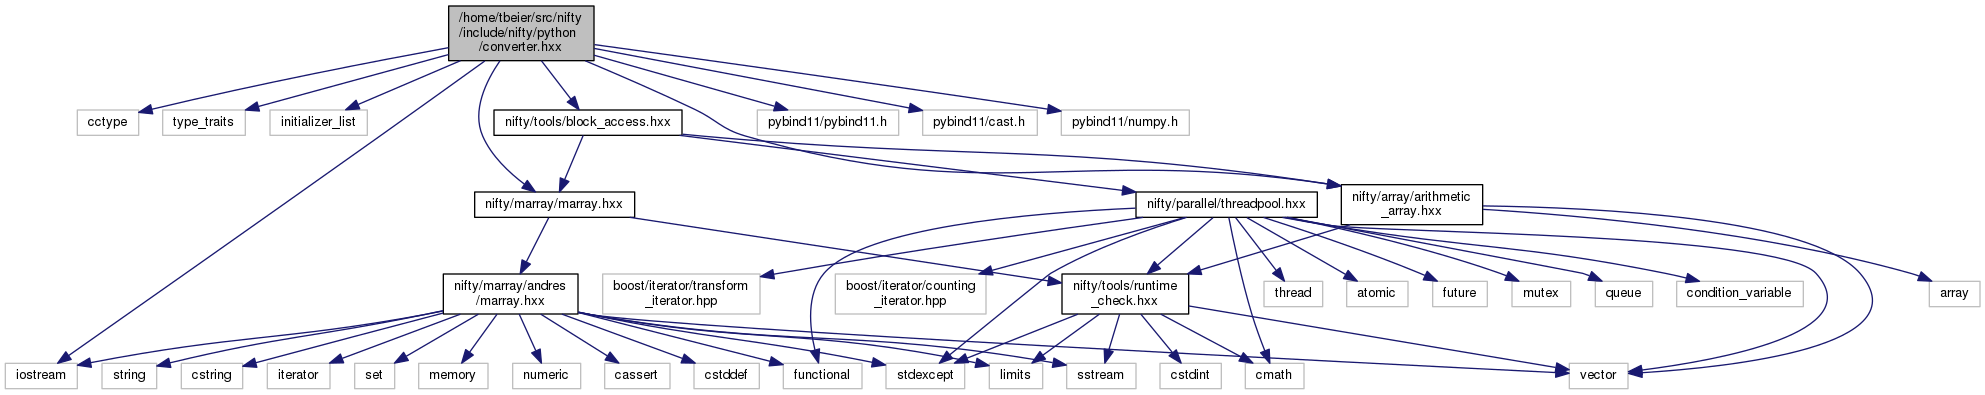 /home/tbeier/src/nifty
/include/nifty/python
/converter.hxx
cctype
type_traits
initializer_list
nifty/tools/block_access.hxx
pybind11/pybind11.h
pybind11/cast.h
pybind11/numpy.h
nifty/marray/marray.hxx
nifty/parallel/threadpool.hxx
nifty/array/arithmetic
_array.hxx
nifty/marray/andres
/marray.hxx
boost/iterator/transform
_iterator.hpp
boost/iterator/counting
_iterator.hpp
nifty/tools/runtime
_check.hxx
thread
atomic
future
mutex
queue
condition_variable
array
iostream
string
cstring
iterator
set
memory
numeric
cassert
cstddef
functional
stdexcept
limits
sstream
cstdint
cmath
vector